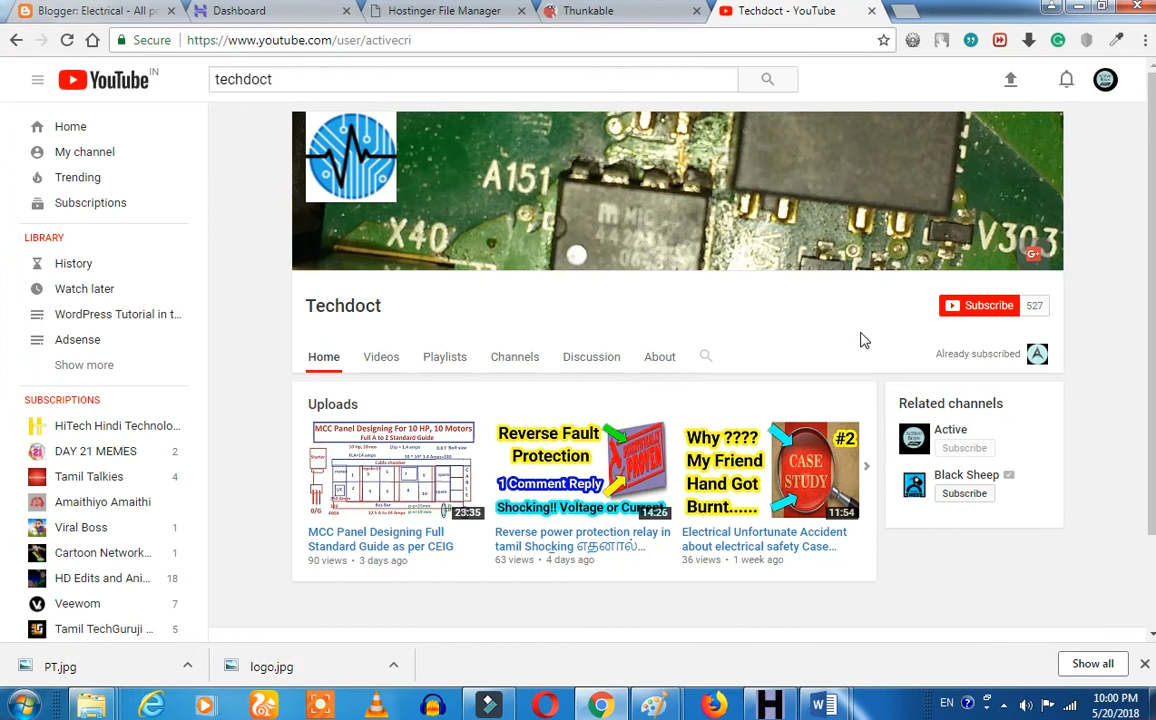 Blogger: Electrical - All p
Dashboard
Hostinger File Manager
Thunkable
Techdoct - YouTube
Secure
https://www.youtube.com/user/activecri
YouTube IN
techdoct
Home
My channel
Trending
Subscriptions
LIBRARY
History
Watch later
WordPress Tutorial in t...
Adsense
Show more
SUBSCRIPTIONS
HiTech Hindi Technolo...
DAY 21 MEMES 2
Tamil Talkies 4
Amaithiyo Amaithi
Viral Boss 1
Cartoon Network... 1
HD Edits and Ani... 18
Veewom 7
Tamil TechGuruji ... 5
A151
X40
V303
G+
Techdoct
Subscribe 527
Home Videos Playlists Channels Discussion About
Already subscribed
Uploads
MCC Panel Designing For 10 HP, 10 Motors
Full A to Z Standard Guide
23:35
MCC Panel Designing Full
Standard Guide as per CEIG
90 views • 3 days ago
Reverse Fault
Protection
1 Comment Reply
Shocking!! Voltage or Current
14:26
Reverse power protection relay in
tamil Shocking எதனால்...
63 views • 4 days ago
Why ????
My Friend
Hand Got
Burnt.......
#2
CASE
STUDY
11:54
Electrical Unfortunate Accident
about electrical safety Case...
36 views • 1 week ago
Related channels
Active
Subscribe
Black Sheep
Subscribe
PT.jpg
logo.jpg
Show all
EN
10:00 PM
5/20/2018